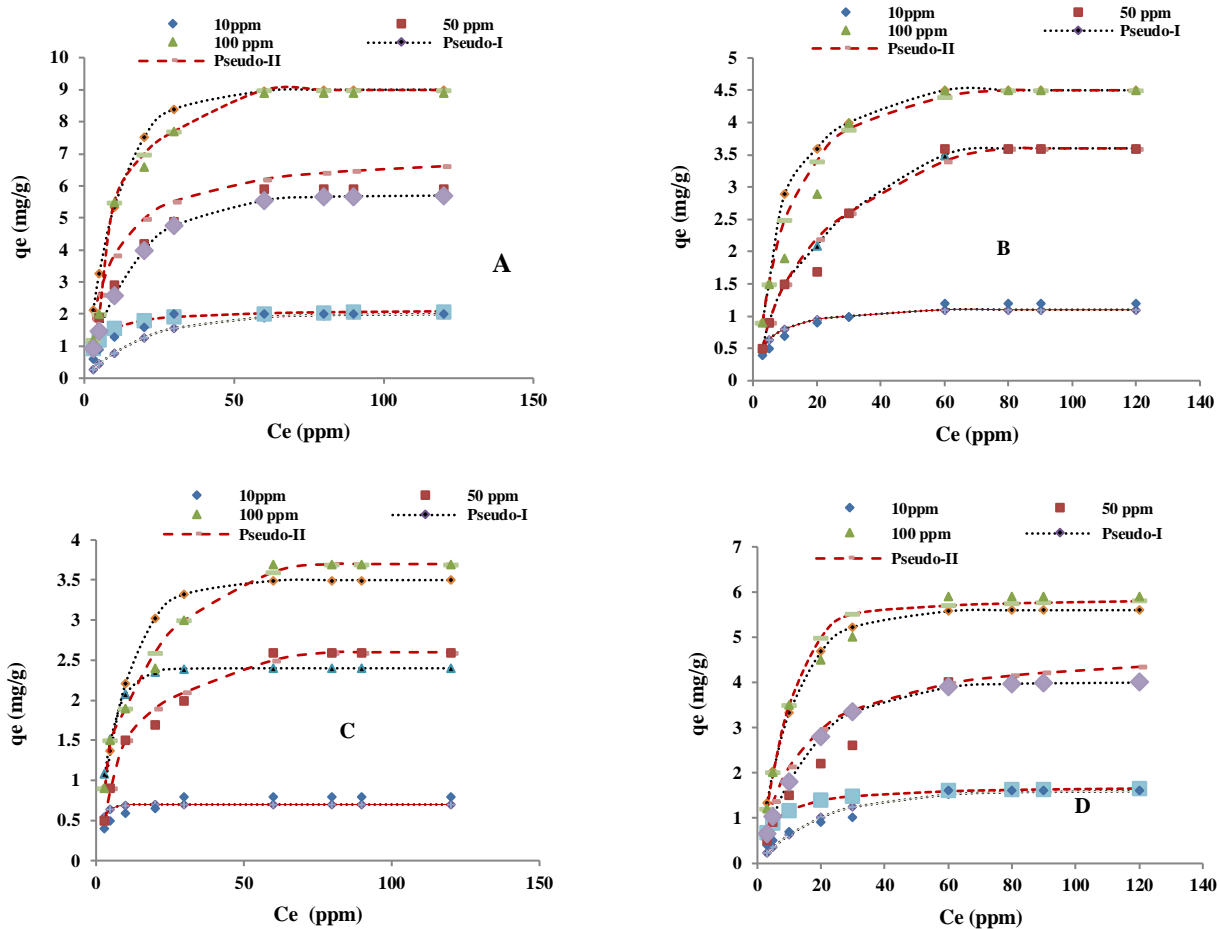 10ppm 50 ppm
100 ppm Pseudo-I
Pseudo-II
10
9
8
7
6
5
4
3
2
1
0
qe (mg/g)
A
0 50 100 150
Ce (ppm)
10ppm 50 ppm
100 ppm Pseudo-I
Pseudo-II
4.5
4
3.5
3
2.5
2
1.5
1
0.5
0
qe (mg/g)
B
0 20 40 60 80 100 120 140
Ce (ppm)
10ppm 50 ppm
100 ppm Pseudo-I
Pseudo-II
4
3.5
3
2.5
2
1.5
1
0.5
0
qe (mg/g)
C
0 50 100 150
Ce (ppm)
10ppm 50 ppm
100 ppm Pseudo-I
Pseudo-II
7
6
5
4
3
2
1
0
qe (mg/g)
D
0 20 40 60 80 100 120 140
Ce (ppm)